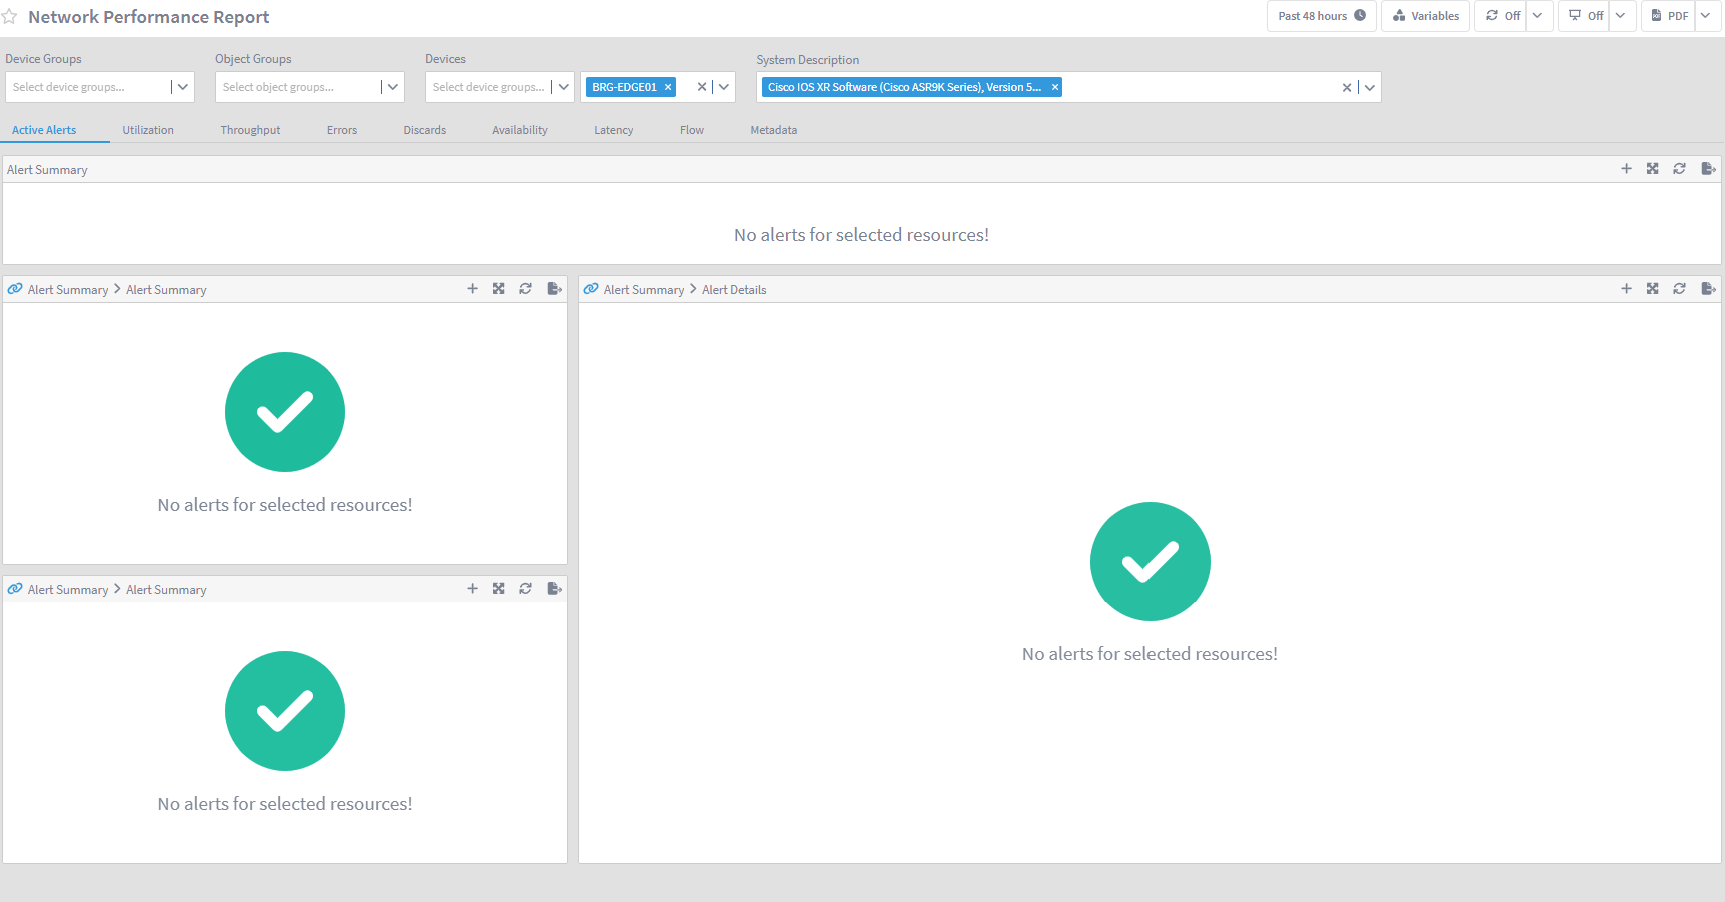 Network Performance Report
Past 48 hours
Variables
Off
Off
PDF
Device Groups
Object Groups
Devices
System Description
Select device groups...
Select object groups...
Select device groups...
BRG-EDGE01 ×
Cisco IOS XR Software (Cisco ASR9K Series), Version 5... ×
Active Alerts
Utilization
Throughput
Errors
Discards
Availability
Latency
Flow
Metadata
Alert Summary
No alerts for selected resources!
Alert Summary > Alert Summary
No alerts for selected resources!
Alert Summary > Alert Details
No alerts for selected resources!
Alert Summary > Alert Summary
No alerts for selected resources!